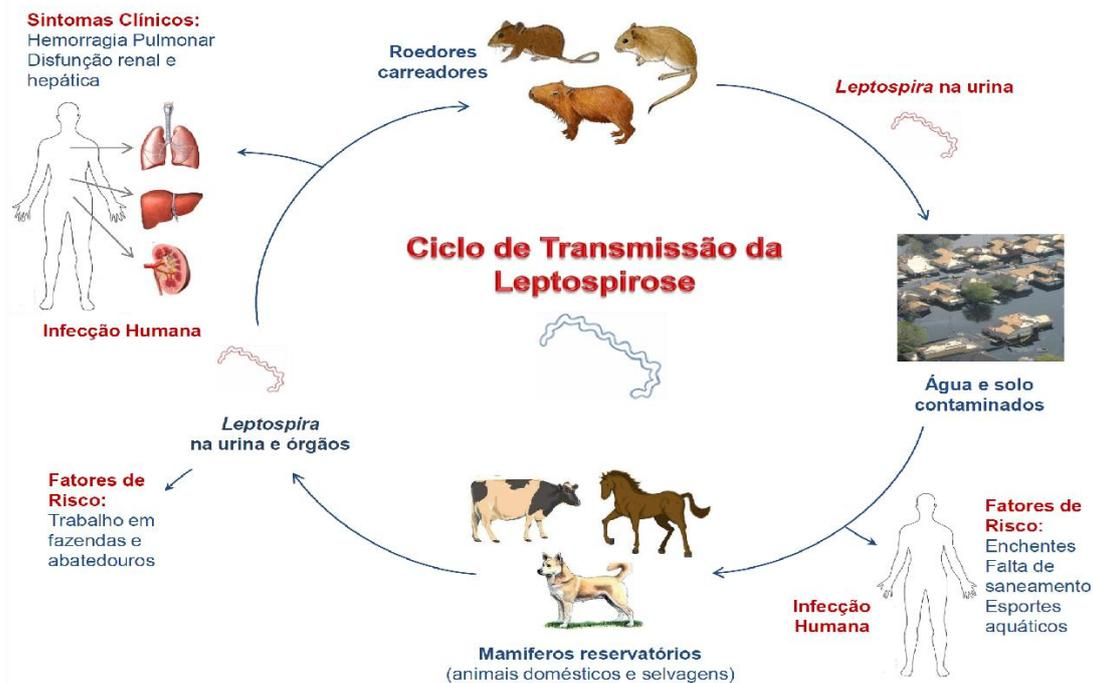 Sintomas Clínicos:
Hemorragia Pulmonar
Disfunção renal e
hepática
Roedores
carreadores
Leptospira na urina
Ciclo de Transmissão da
Leptospirose
Infecção Humana
Água e solo
contaminados
Leptospira
na urina e órgãos
Fatores de
Risco:
Trabalho em
fazendas e
abatedouros
Fatores de
Risco:
Enchentes
Falta de
saneamento
Esportes
aquáticos
Infecção
Humana
Mamiferos reservatórios
(animais domésticos e selvagens)